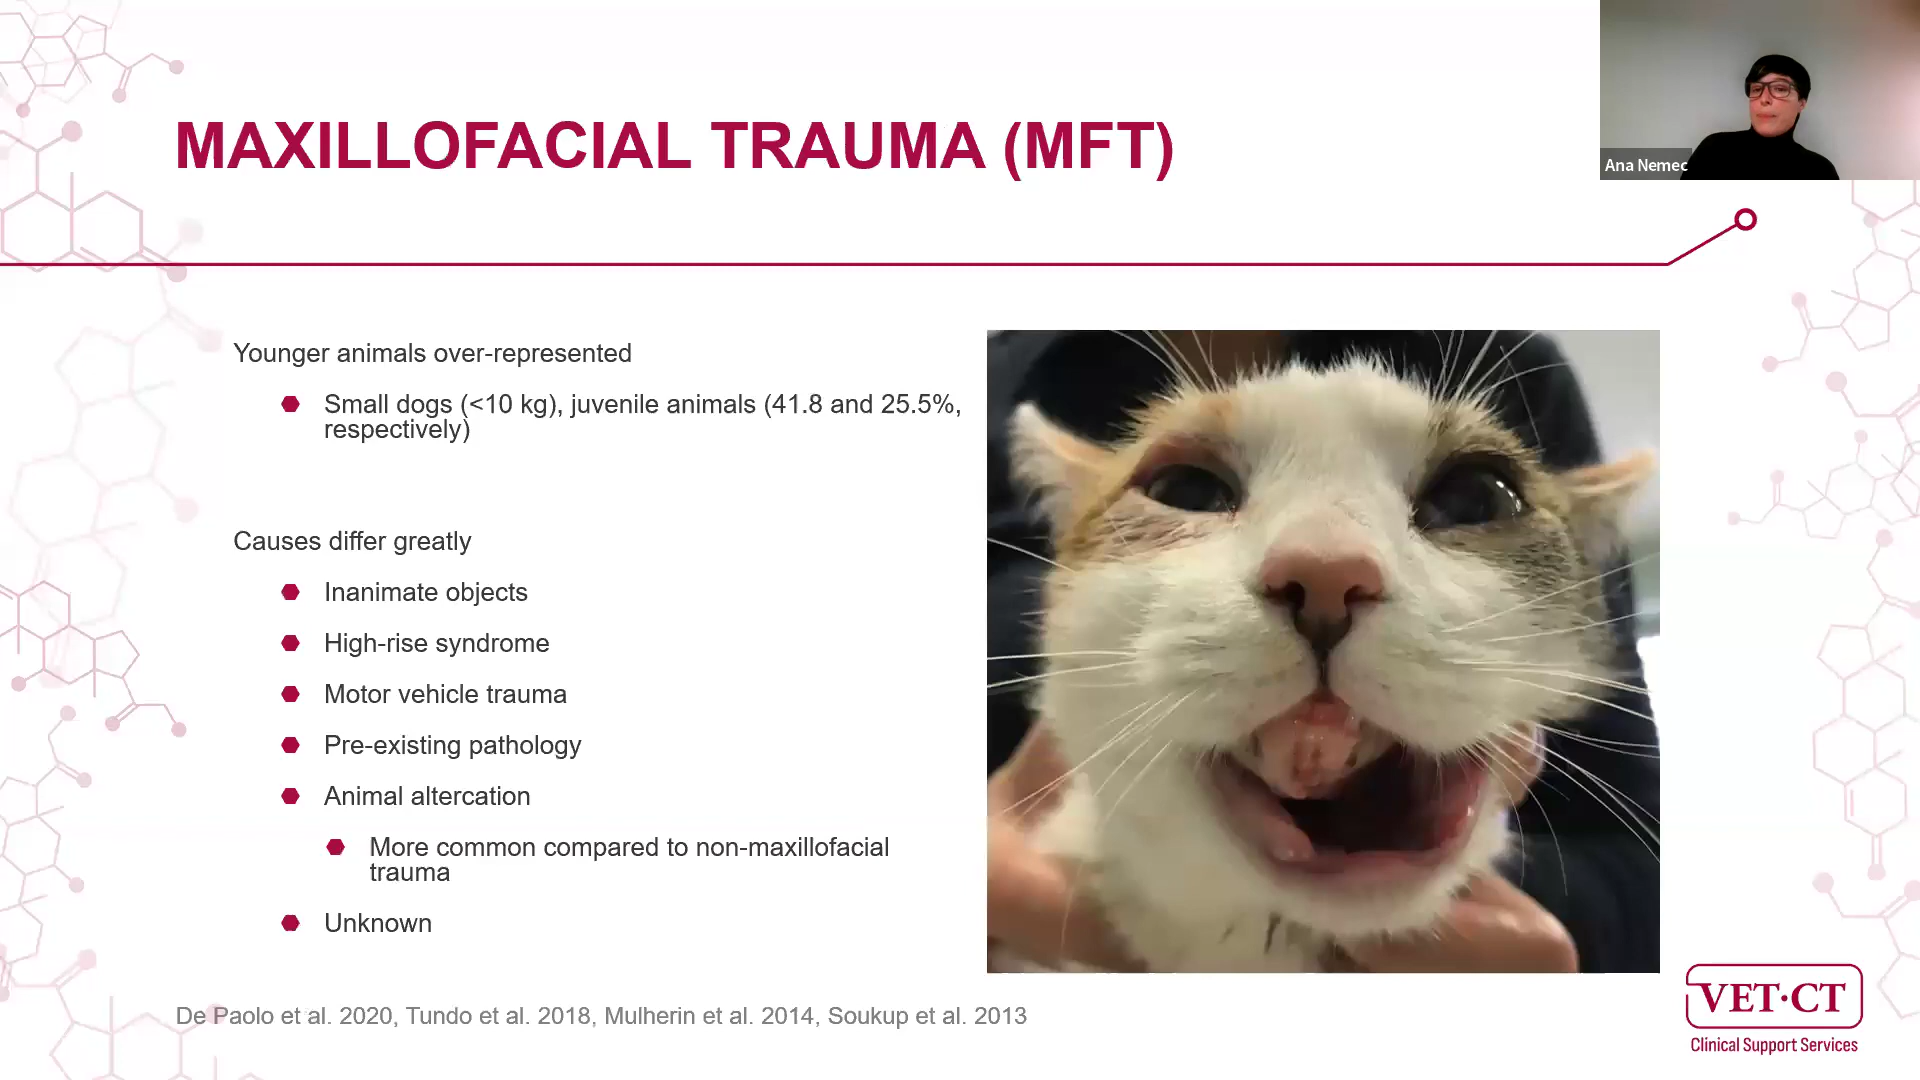 MAXILLOFACIAL TRAUMA (MFT)
Ana Nemec
Younger animals over-represented
Small dogs (<10 kg), juvenile animals (41.8 and 25.5%,
respectively)
Causes differ greatly
Inanimate objects
High-rise syndrome
Motor vehicle trauma
Pre-existing pathology
Animal altercation
More common compared to non-maxillofacial
trauma
Unknown
De Paolo et al. 2020, Tundo et al. 2018, Mulherin et al. 2014, Soukup et al. 2013
VET·CT
Clinical Support Services